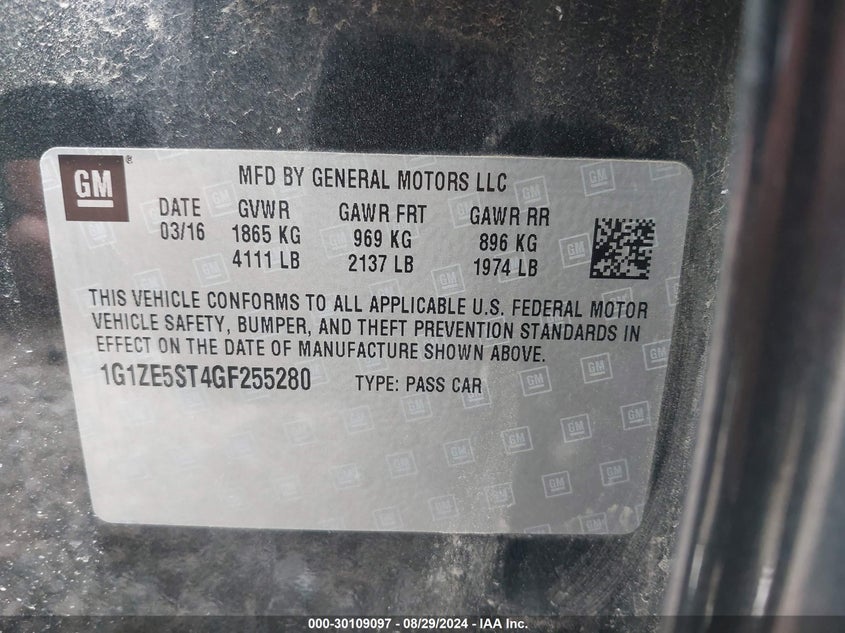 GM ®
MFD BY GENERAL MOTORS LLC
DATE GVWR GAWR FRT GAWR RR
03/16 1865 KG 969 KG 896 KG
4111 LB 2137 LB 1974 LB
THIS VEHICLE CONFORMS TO ALL APPLICABLE U.S. FEDERAL MOTOR
VEHICLE SAFETY, BUMPER, AND THEFT PREVENTION STANDARDS IN
EFFECT ON THE DATE OF MANUFACTURE SHOWN ABOVE.
1G1ZE5ST4GF255280 TYPE: PASS CAR
000-30109097 - 08/29/2024 - IAA Inc.